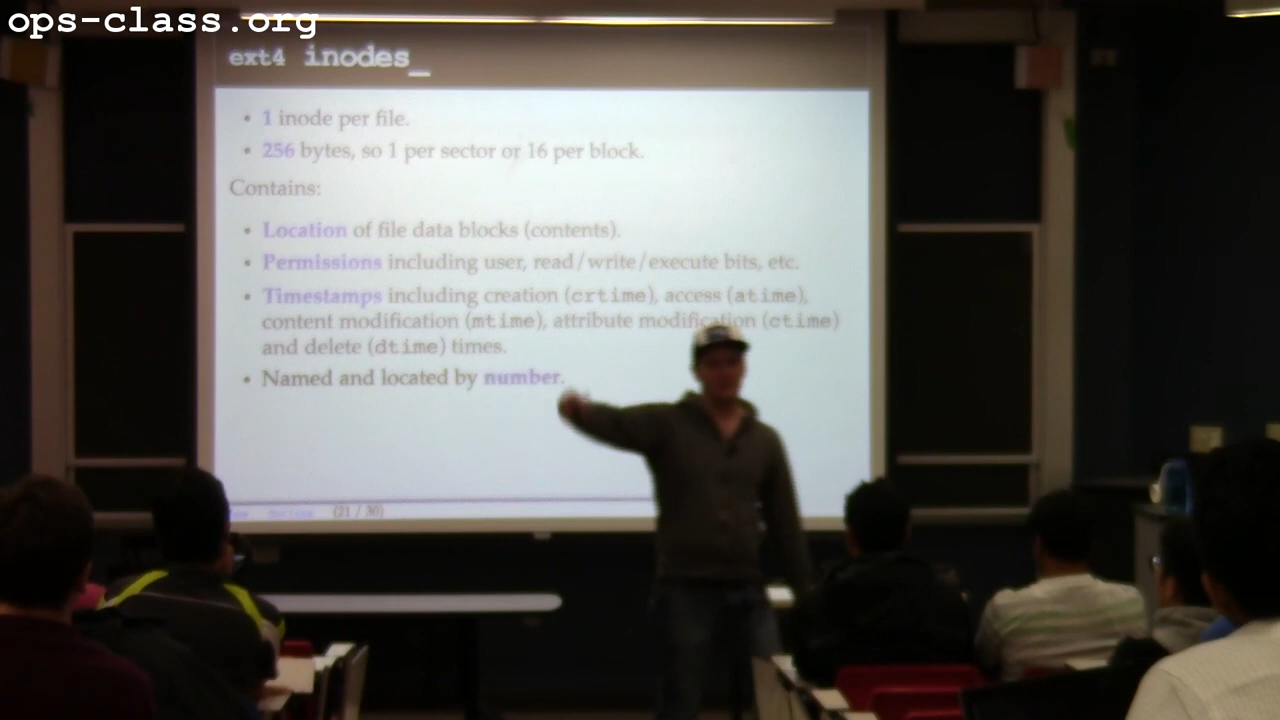 ops-class.org
ext4 inodes_
• 1 inode per file.
• 256 bytes, so 1 per sector or 16 per block.
Contains:
• Location of file data blocks (contents).
• Permissions including user, read/write/execute bits, etc.
• Timestamps including creation (crtime), access (atime),
content modification (mtime), attribute modification (ctime)
and delete (dtime) times.
• Named and located by number.
(21 / 30)